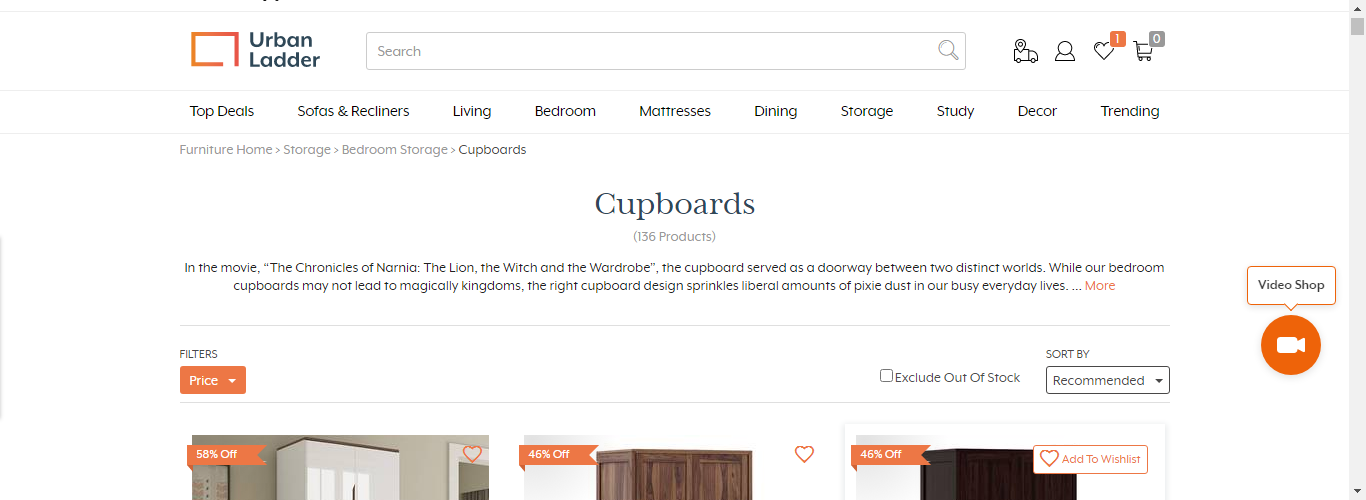 Urban
Ladder
Search
1
0
Top Deals Sofas & Recliners Living Bedroom Mattresses Dining Storage Study Decor Trending
Furniture Home > Storage > Bedroom Storage > Cupboards
Cupboards
(136 Products)
In the movie, “The Chronicles of Narnia: The Lion, the Witch and the Wardrobe”, the cupboard served as a doorway between two distinct worlds. While our bedroom
cupboards may not lead to magically kingdoms, the right cupboard design sprinkles liberal amounts of pixie dust in our busy everyday lives. ... More
Video Shop
FILTERS
Price
Exclude Out Of Stock
SORT BY
Recommended
58% Off
46% Off
46% Off
Add To Wishlist